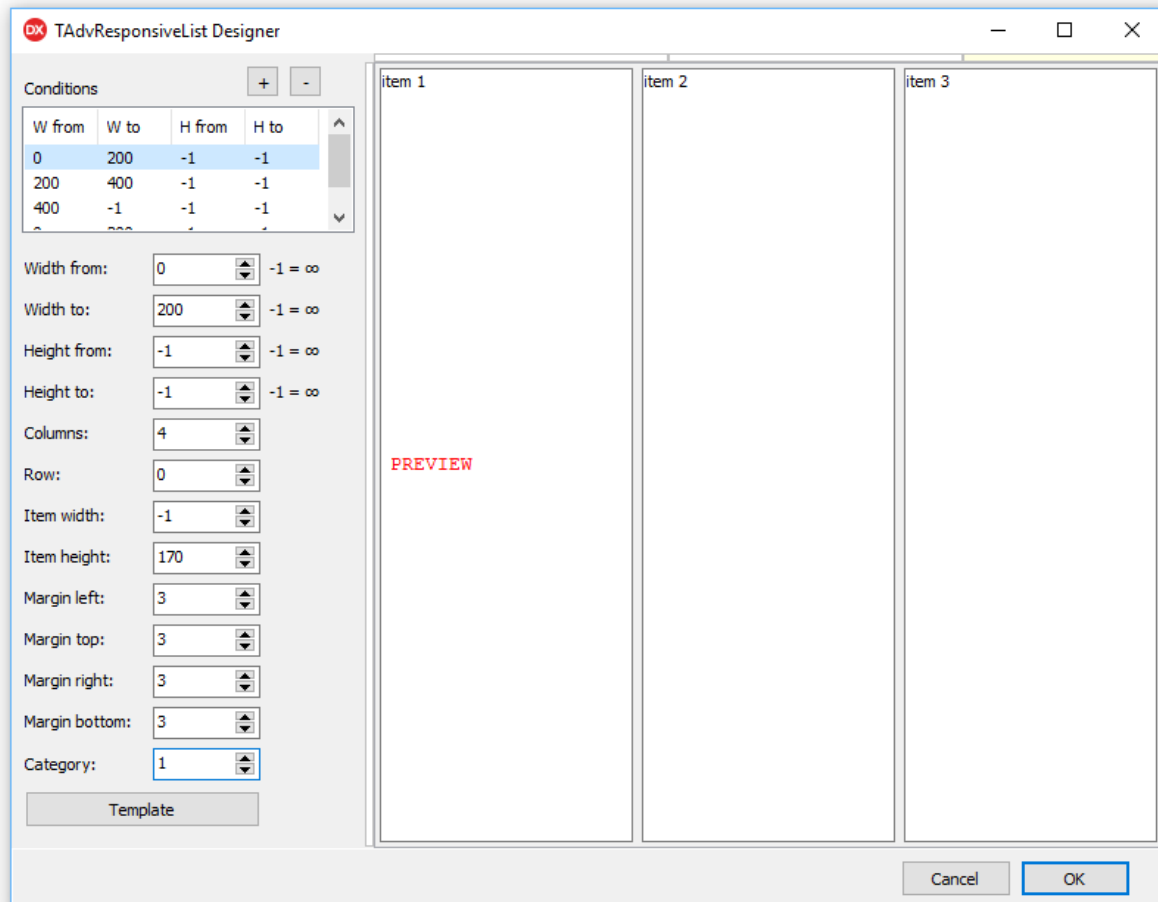 DX TAdvResponsiveList Designer
Conditions + -
W from W to H from H to
0 200 -1 -1
200 400 -1 -1
400 -1 -1 -1
Width from: 0 -1 = ∞
Width to: 200 -1 = ∞
Height from: -1 -1 = ∞
Height to: -1 -1 = ∞
Columns: 4
Row: 0
Item width: -1
Item height: 170
Margin left: 3
Margin top: 3
Margin right: 3
Margin bottom: 3
Category: 1
Template
item 1 item 2 item 3
PREVIEW
Cancel OK